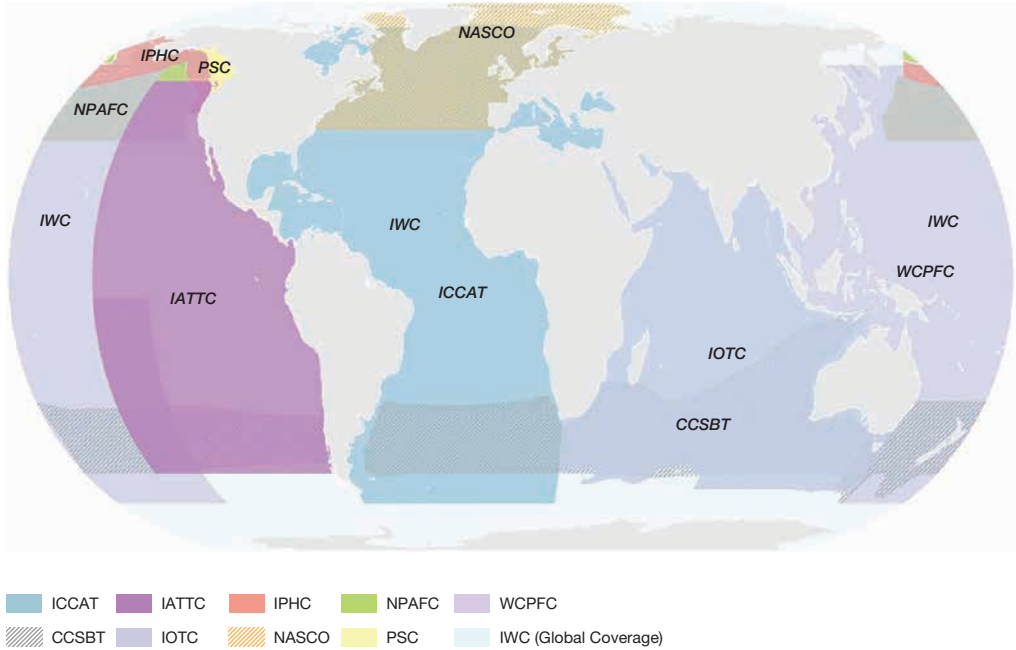 NASCO
IPHC
PSC
NPAFC
IWC
IWC
IWC
WCPFC
ICCAT
IATTC
IOTC
CCSBT
ICCAT IATTC IPHC NPAFC WCPFC
CCSBT IOTC NASCO PSC IWC (Global Coverage)